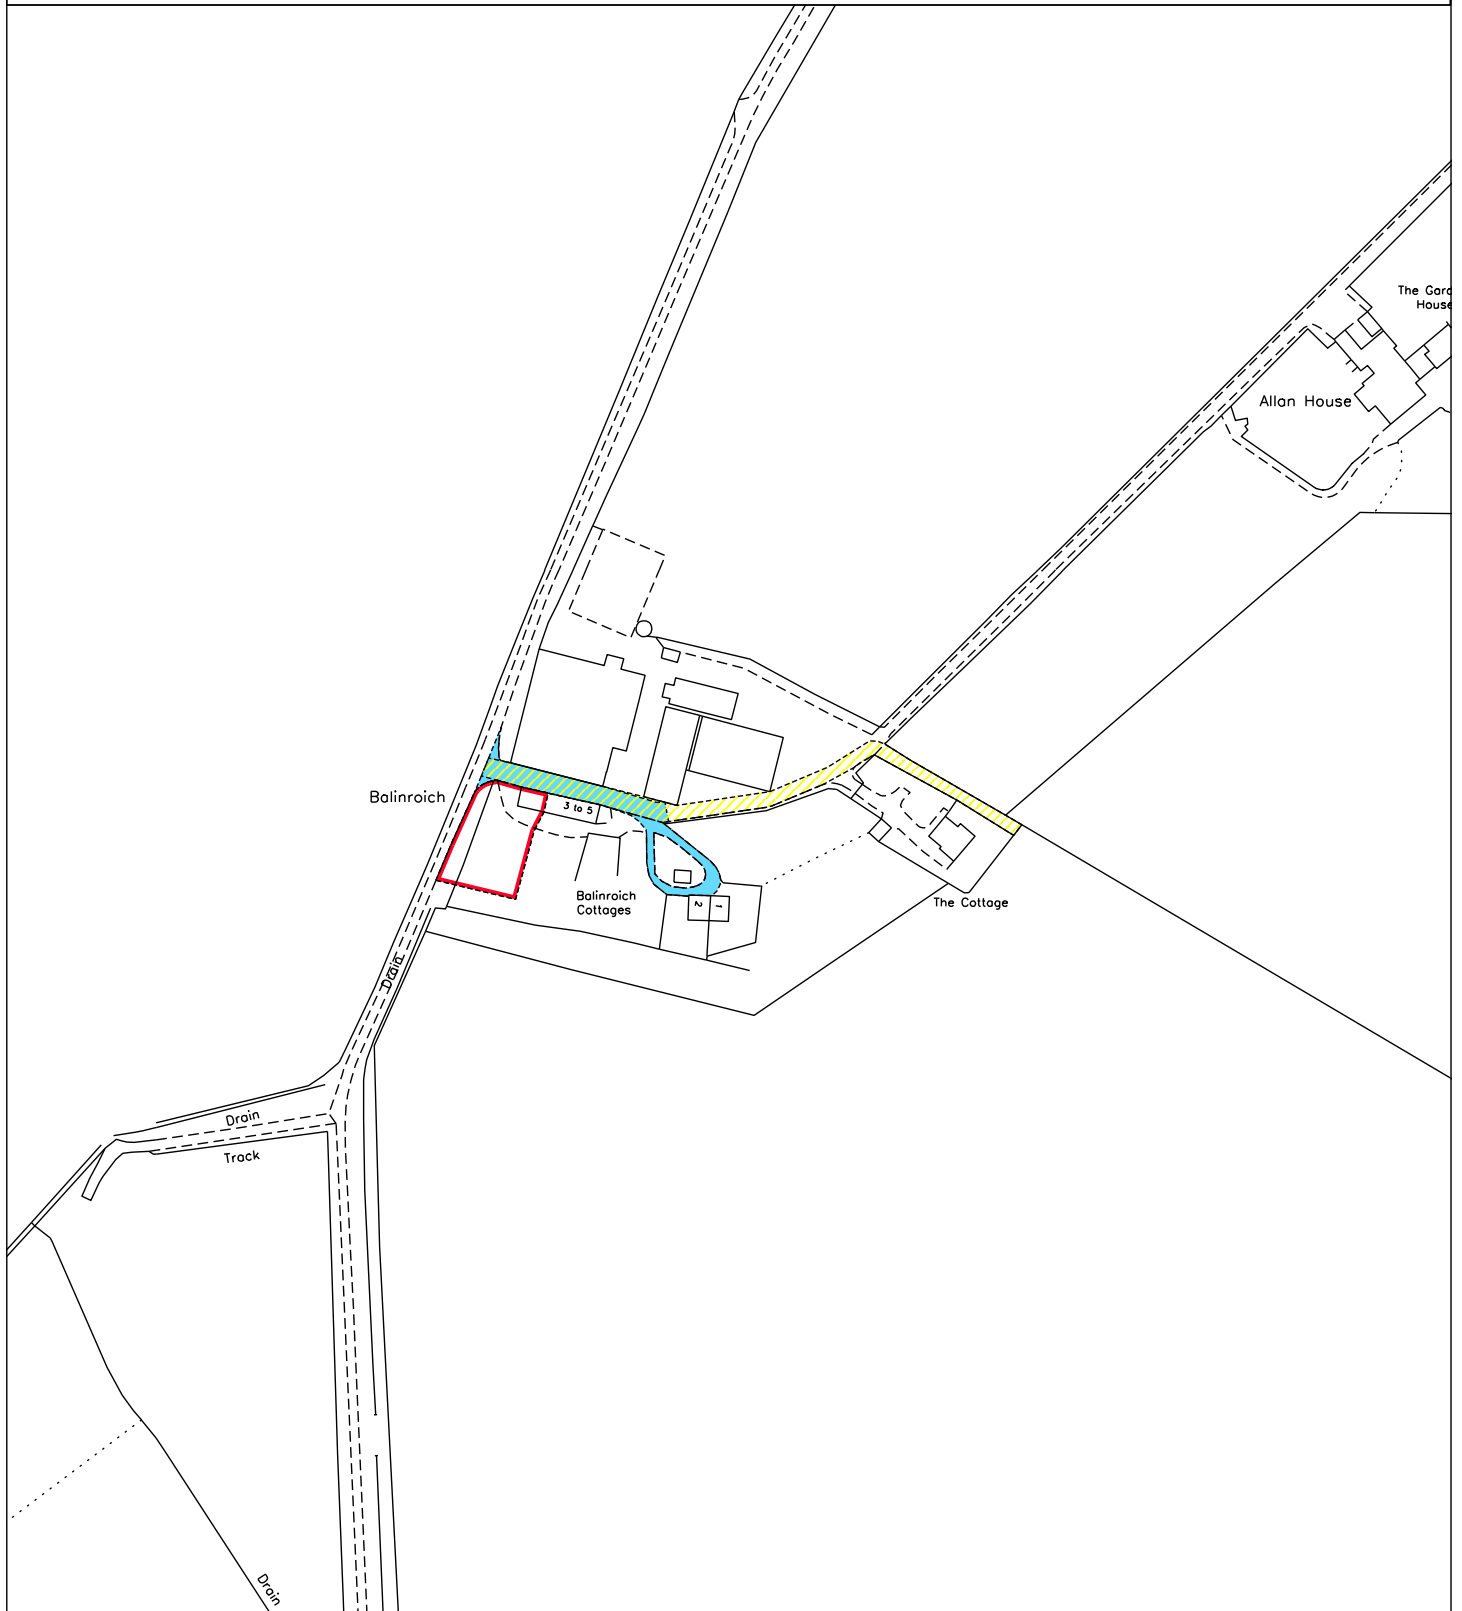 The Gard
House
Allan House
Balinroich
3 to 5
Balinroich
Cottages
2
1
The Cottage
Drain
Drain
Track
Drain